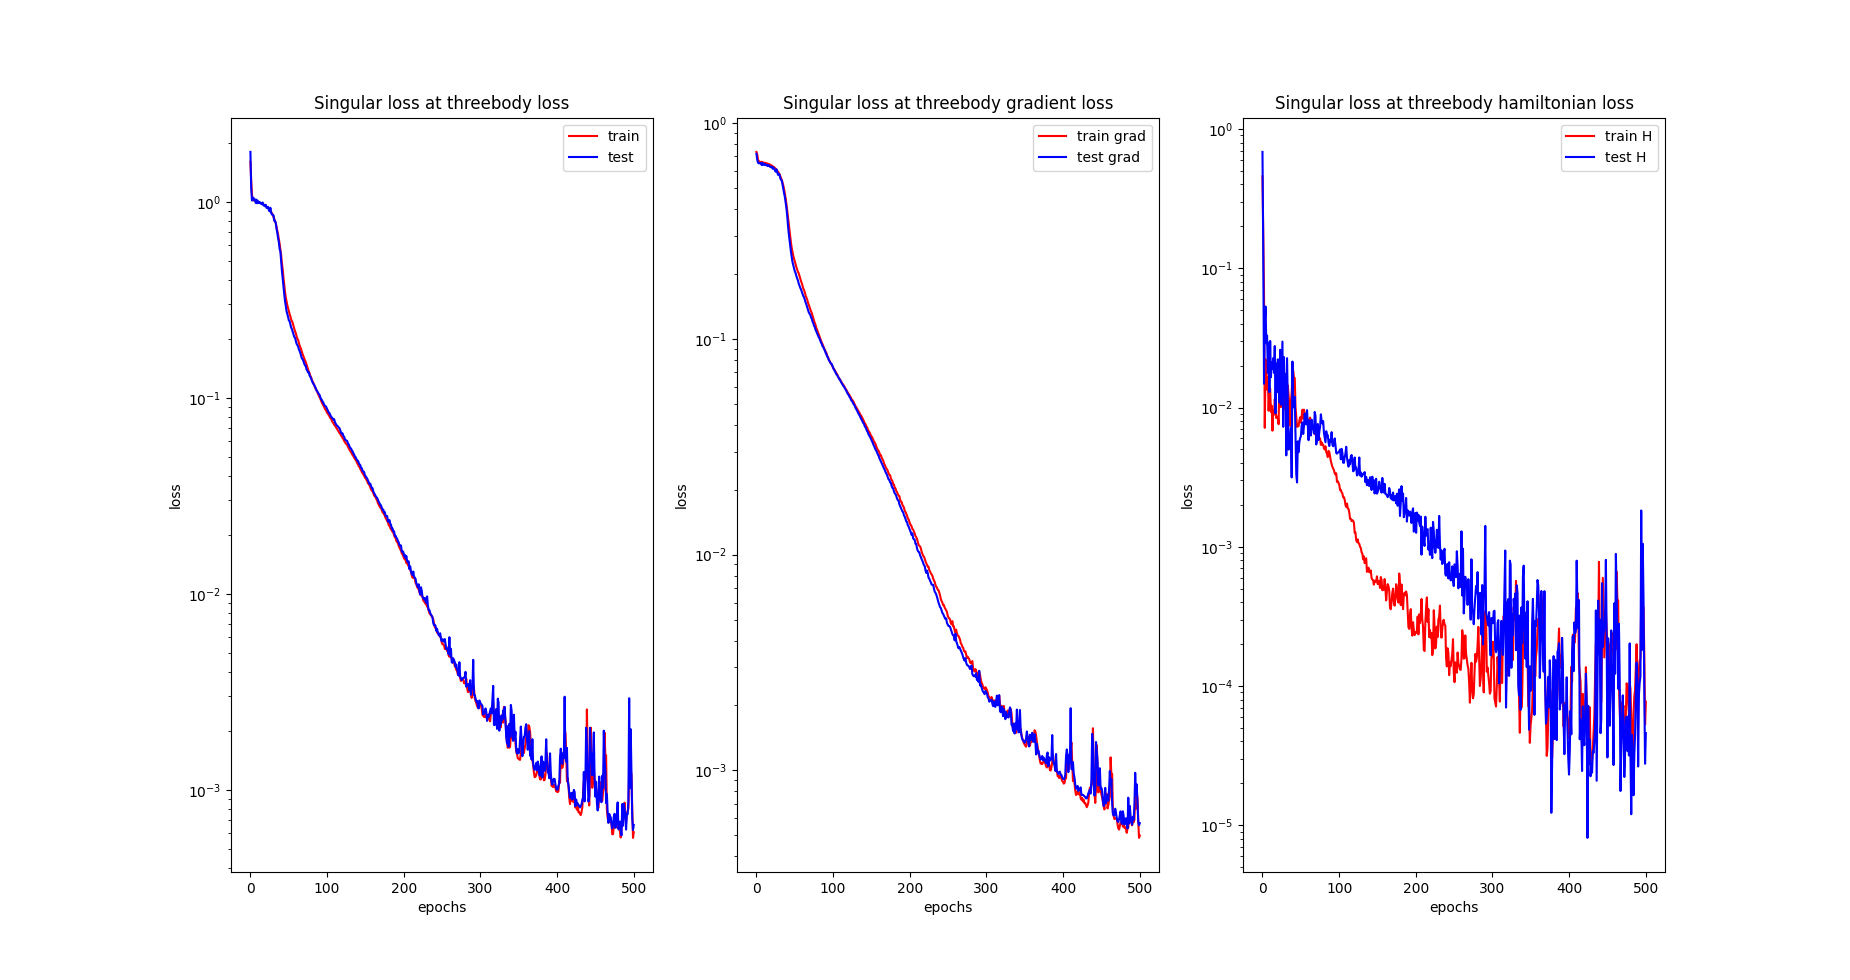 Singular loss at threebody loss
train
test
10^0
10^-1
10^-2
10^-3
loss
0 100 200 300 400 500
epochs
Singular loss at threebody gradient loss
train grad
test grad
10^0
10^-1
10^-2
10^-3
loss
0 100 200 300 400 500
epochs
Singular loss at threebody hamiltonian loss
train H
test H
10^0
10^-1
10^-2
10^-3
10^-4
10^-5
loss
0 100 200 300 400 500
epochs